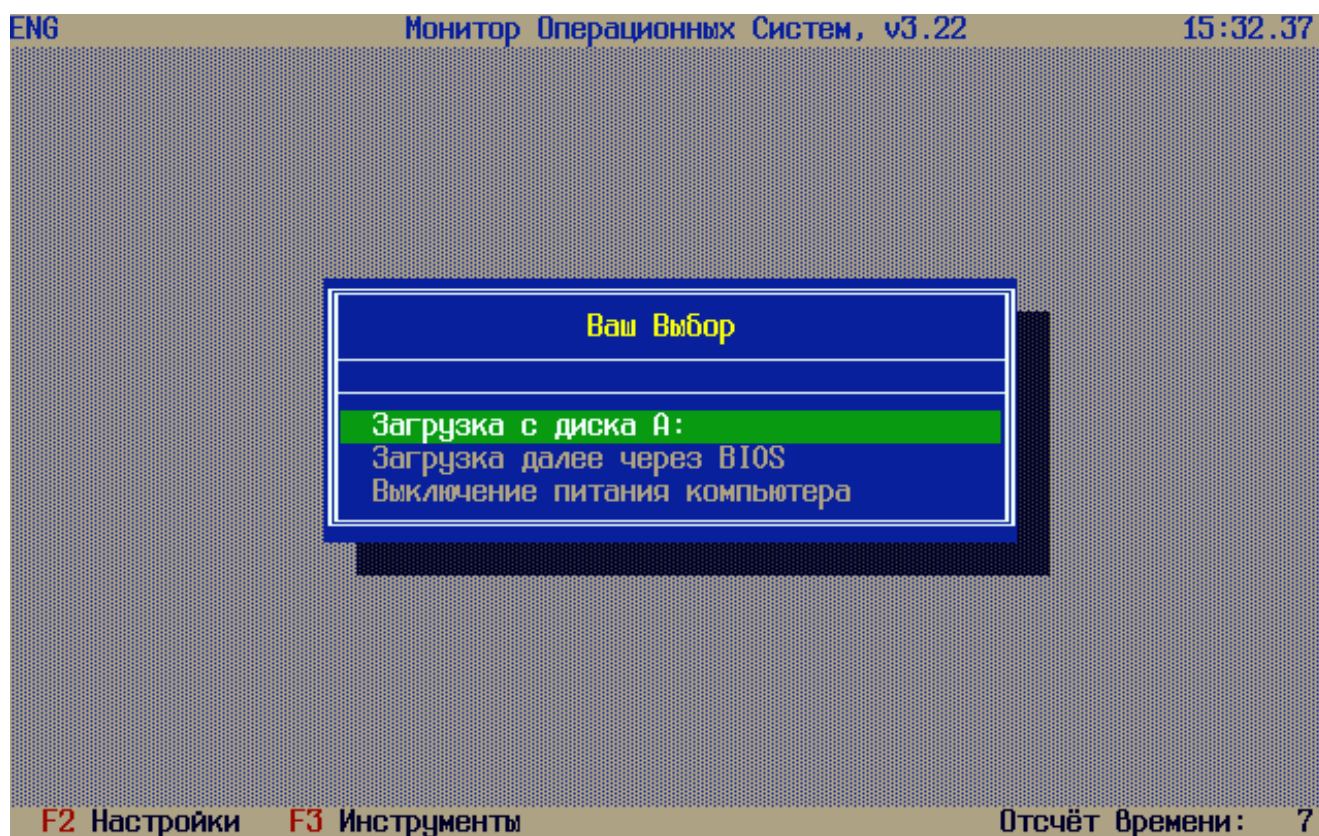 ENG Монитор Операционных Систем, v3.22 15:32.37
Ваш Выбор
Загрузка с диска A:
Загрузка далее через BIOS
Выключение питания компьютера
F2 Настройки F3 Инструменты Отсчёт Времени: 7